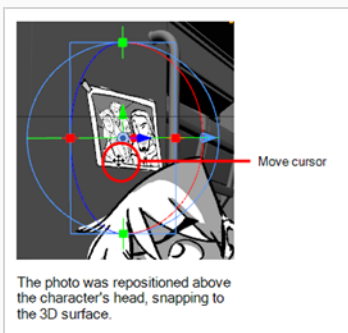 Move cursor
The photo was repositioned above
the character's head, snapping to
the 3D surface.